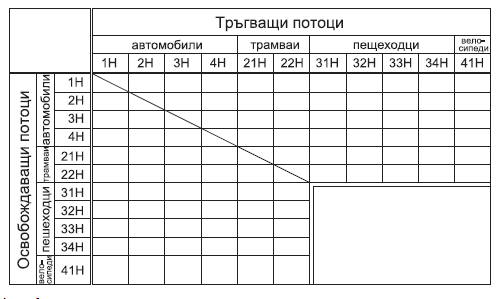 Тръгващи потоци
автомобили трамваи пешеходци вело-
сипеди
1Н 2Н 3Н 4Н 21Н 22Н 31Н 32Н 33Н 34Н 41Н
Освобождаващи потоци
автомобили
1Н
2Н
3Н
4Н
трамваи
21Н
22Н
пешеходци
31Н
32Н
33Н
34Н
вело-
сипеди
41Н